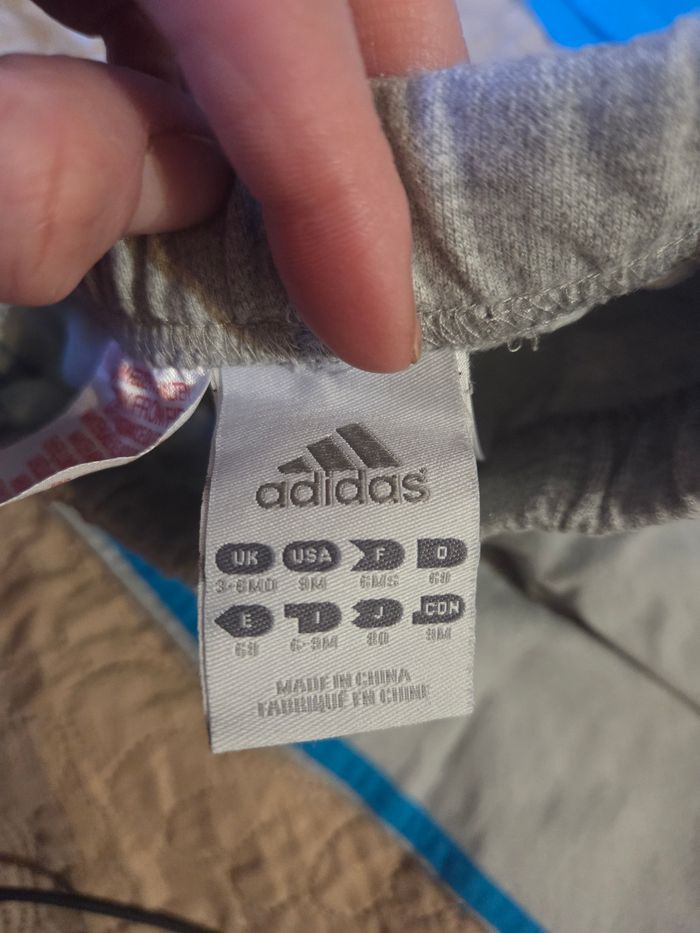 adidas
UK USA F D
3-6MO 9M 6MS 68
E I J CDN
68 6-9M 80 9M
MADE IN CHINA
FABRIQUÉ EN CHINE